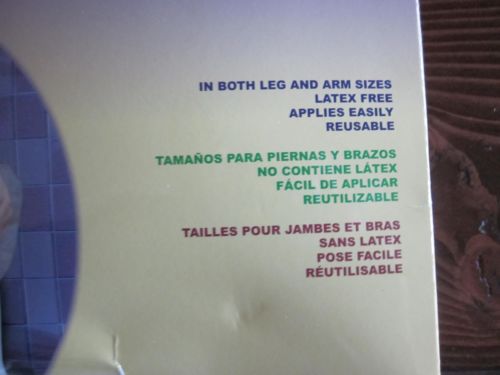 IN BOTH LEG AND ARM SIZES
LATEX FREE
APPLIES EASILY
REUSABLE
TAMAÑOS PARA PIERNAS Y BRAZOS
NO CONTIENE LÁTEX
FÁCIL DE APLICAR
REUTILIZABLE
TAILLES POUR JAMBES ET BRAS
SANS LATEX
POSE FACILE
RÉUTILISABLE